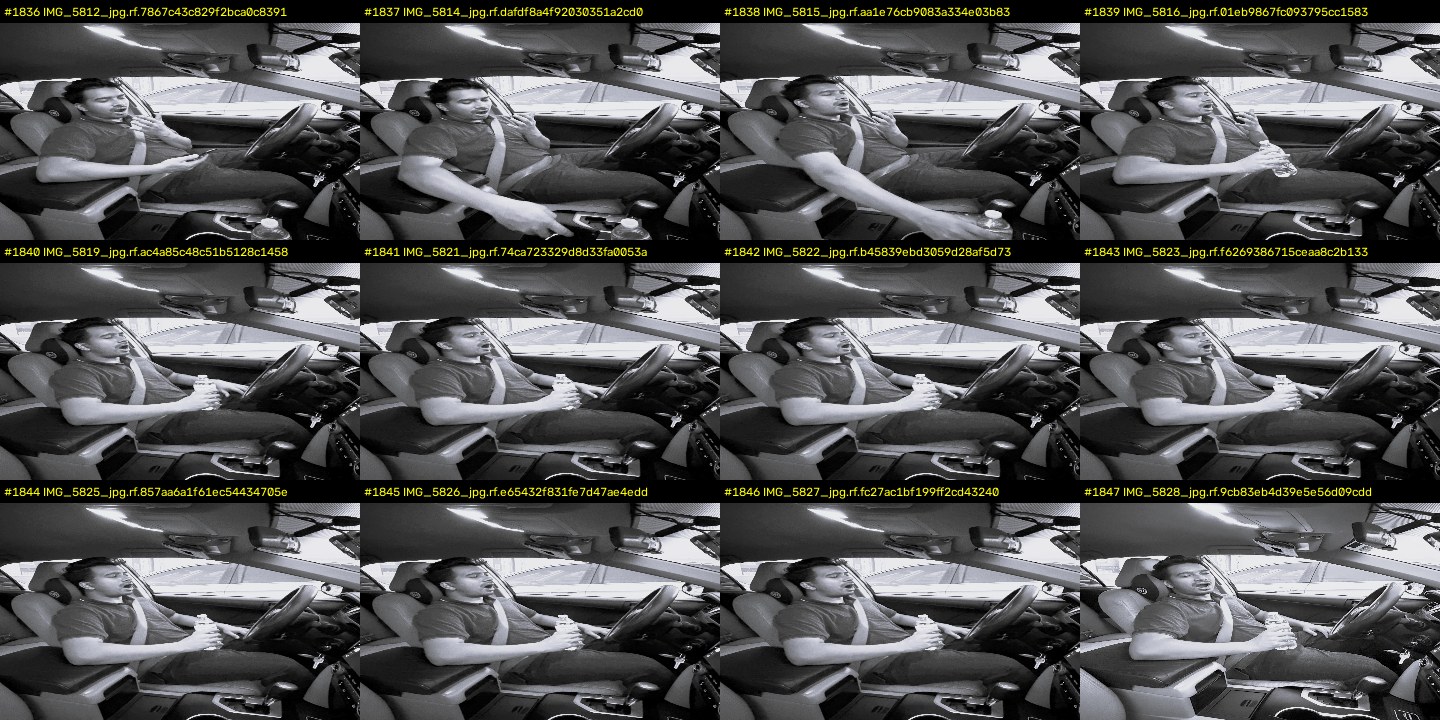 #1836 IMG_5812_jpg.rf.7867c43c829f2bca0c8391
#1837 IMG_5814_jpg.rf.dafdf8a4f92030351a2cd0
#1838 IMG_5815_jpg.rf.aa1e76cb9083a334e03b83
#1839 IMG_5816_jpg.rf.01eb9867fc093795cc1583
#1840 IMG_5819_jpg.rf.ac4a85c48c51b5128c1458
#1841 IMG_5821_jpg.rf.74ca723329d8d33fa0053a
#1842 IMG_5822_jpg.rf.b45839ebd3059d28af5d73
#1843 IMG_5823_jpg.rf.f6269386715ceaa8c2b133
#1844 IMG_5825_jpg.rf.857aa6a1f61ec54434705e
#1845 IMG_5826_jpg.rf.e65432f831fe7d47ae4edd
#1846 IMG_5827_jpg.rf.fc27ac1bf199ff2cd43240
#1847 IMG_5828_jpg.rf.9cb83eb4d39e5e56d09cdd